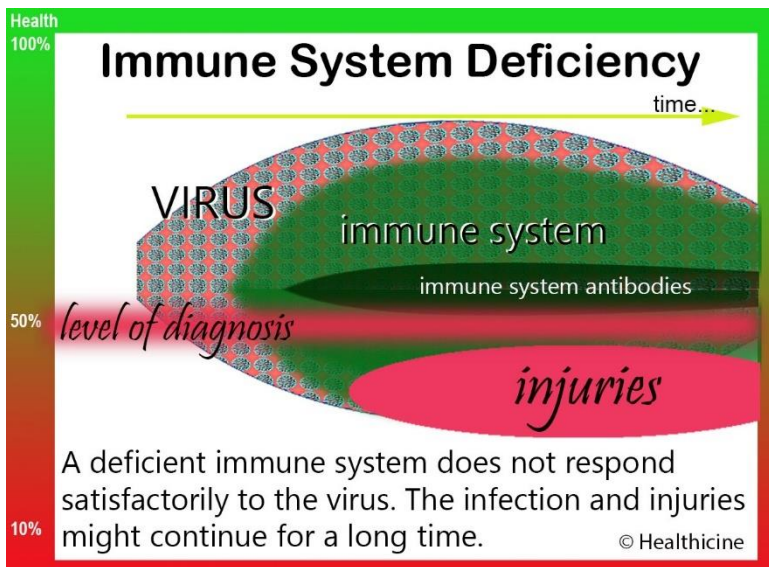 Health
100%
Immune System Deficiency
time...
VIRUS
immune system
immune system antibodies
50%
level of diagnosis
injuries
A deficient immune system does not respond
satisfactorily to the virus. The infection and injuries
10%
might continue for a long time.
© Healthicine